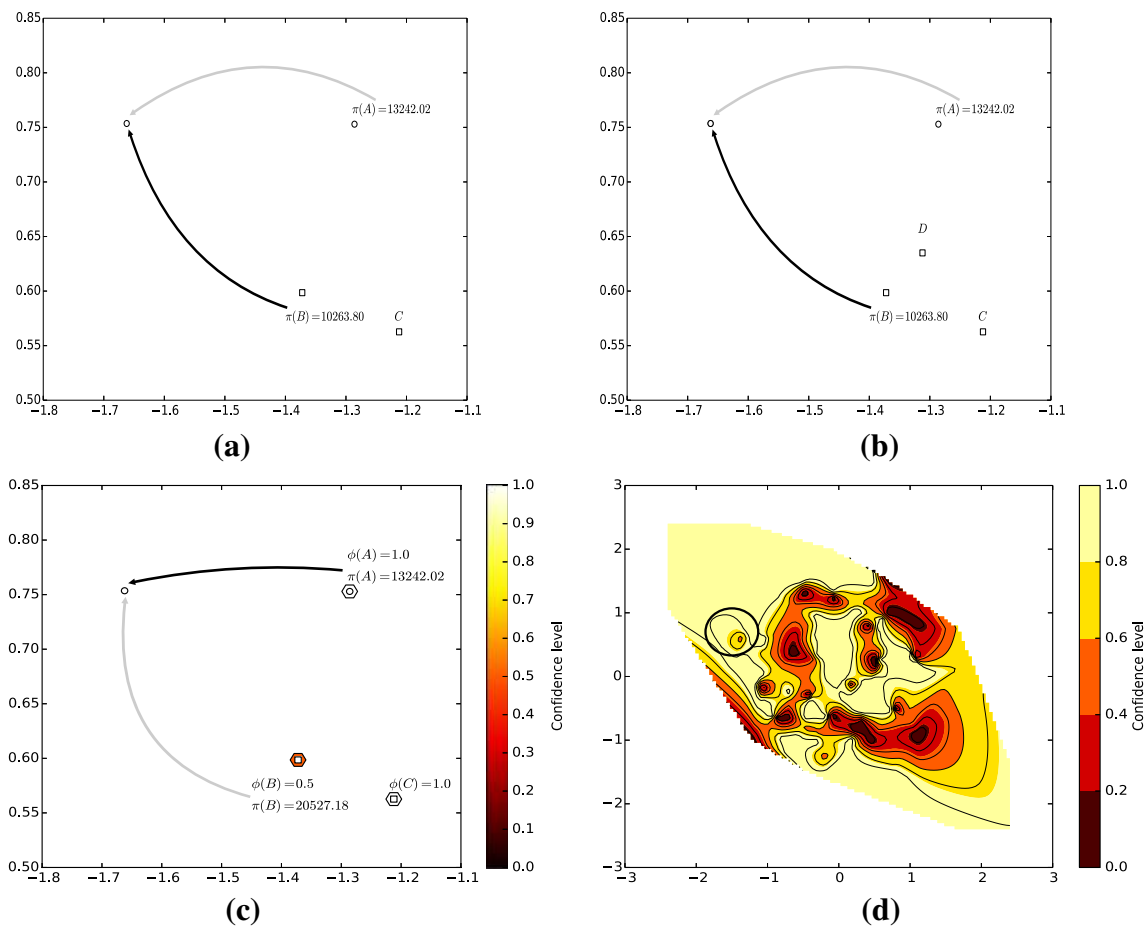 0.85
0.80
0.75
0.70
0.65
0.60
0.55
0.50
π(A)=13242.02
π(B)=10263.80
C
−1.8 −1.7 −1.6 −1.5 −1.4 −1.3 −1.2 −1.1
(a)
0.85
0.80
0.75
0.70
0.65
0.60
0.55
0.50
π(A)=13242.02
D
π(B)=10263.80
C
−1.8 −1.7 −1.6 −1.5 −1.4 −1.3 −1.2 −1.1
(b)
0.85
0.80
0.75
0.70
0.65
0.60
0.55
0.50
ϕ(A)=1.0
π(A)=13242.02
ϕ(B)=0.5
π(B)=20527.18
ϕ(C)=1.0
−1.8 −1.7 −1.6 −1.5 −1.4 −1.3 −1.2 −1.1
1.0
0.9
0.8
0.7
0.6
0.5
0.4
0.3
0.2
0.1
0.0
Confidence level
(c)
3
2
1
0
−1
−2
−3
−3 −2 −1 0 1 2 3
1.0
0.8
0.6
0.4
0.2
0.0
Confidence level
(d)